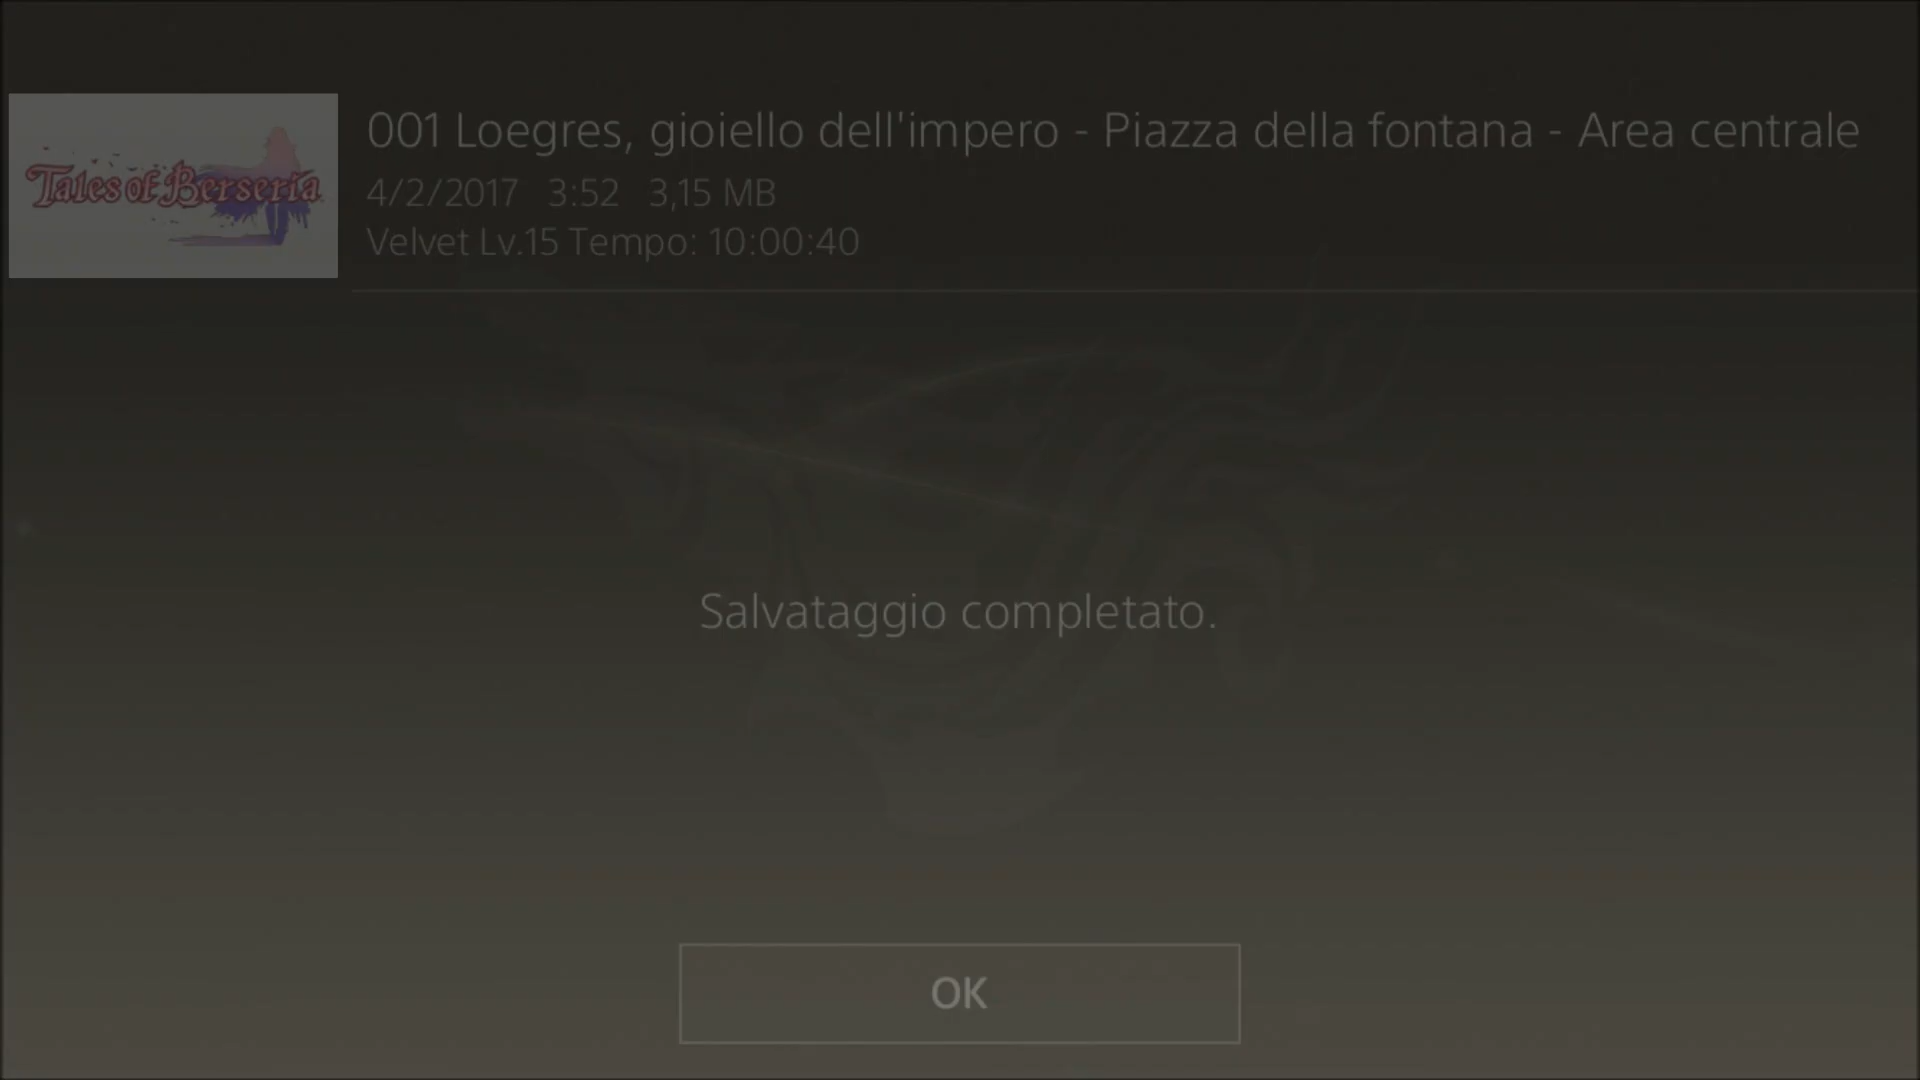 Tales of Berseria
001 Loegres, gioiello dell'impero - Piazza della fontana - Area centrale
4/2/2017 3:52 3,15 MB
Velvet Lv.15 Tempo: 10:00:40
Salvataggio completato.
OK